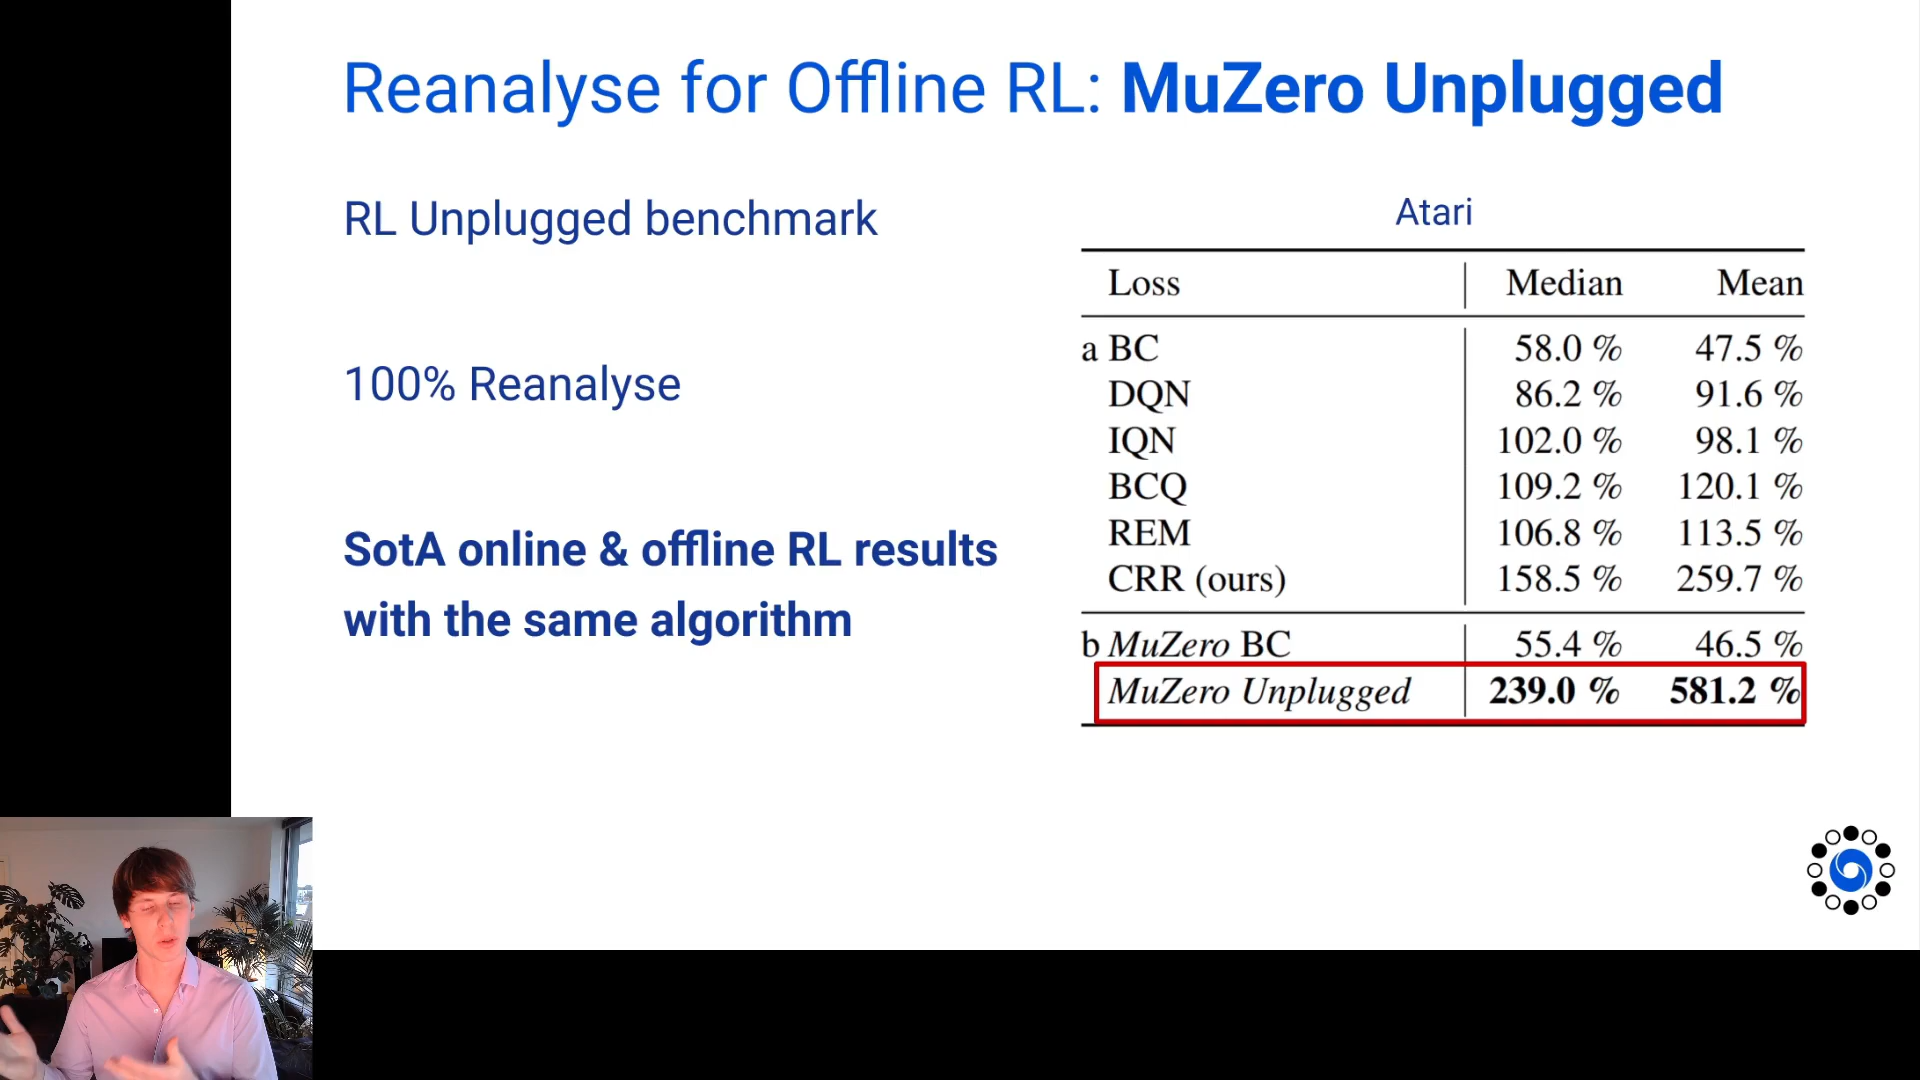 Reanalyse for Offline RL: MuZero Unplugged
RL Unplugged benchmark
100% Reanalyse
SotA online & offline RL results
with the same algorithm
Atari
Loss Median Mean
a BC 58.0 % 47.5 %
DQN 86.2 % 91.6 %
IQN 102.0 % 98.1 %
BCQ 109.2 % 120.1 %
REM 106.8 % 113.5 %
CRR (ours) 158.5 % 259.7 %
b MuZero BC 55.4 % 46.5 %
MuZero Unplugged 239.0 % 581.2 %